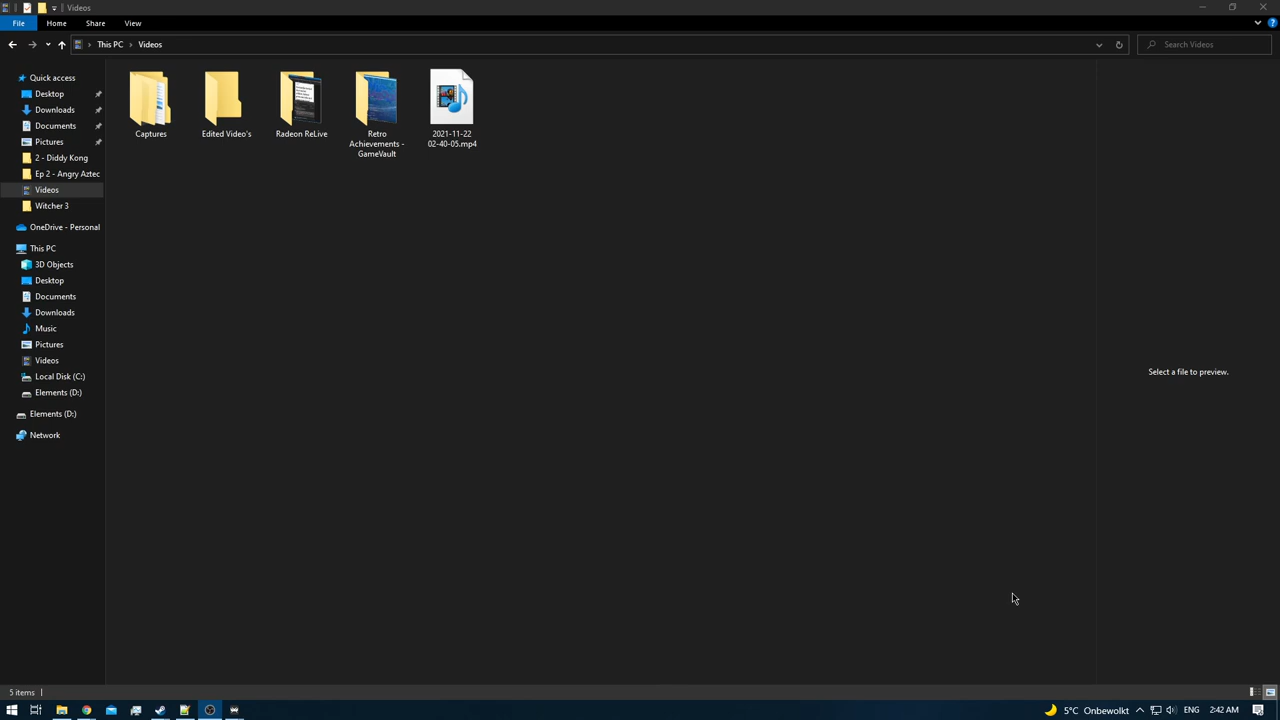 Videos
File Home Share View
This PC Videos
Search Videos
Quick access
Desktop
Downloads
Documents
Pictures
2 - Diddy Kong
Ep 2 - Angry Aztec
Videos
Witcher 3
OneDrive - Personal
This PC
3D Objects
Desktop
Documents
Downloads
Music
Pictures
Videos
Local Disk (C:)
Elements (D:)
Elements (D:)
Network
Captures
Edited Video's
Radeon ReLive
Retro
Achievements -
GameVault
2021-11-22
02-40-05.mp4
Select a file to preview.
5 items
5°C Onbewolkt ENG 2:42 AM